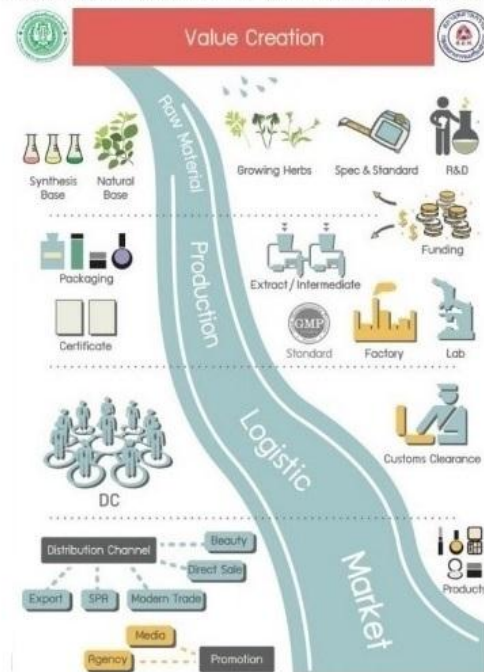 Value Creation
Raw Material
Synthesis
Base
Natural
Base
Growing Herbs
Spec & Standard
R&D
Funding
Production
Packaging
Certificate
Extract / Intermediate
GMP
Standard
Factory
Lab
Logistic
DC
Customs Clearance
Market
Distribution Channel
Beauty
Direct Sale
Export
SPA
Modern Trade
Products
Media
Agency
Promotion